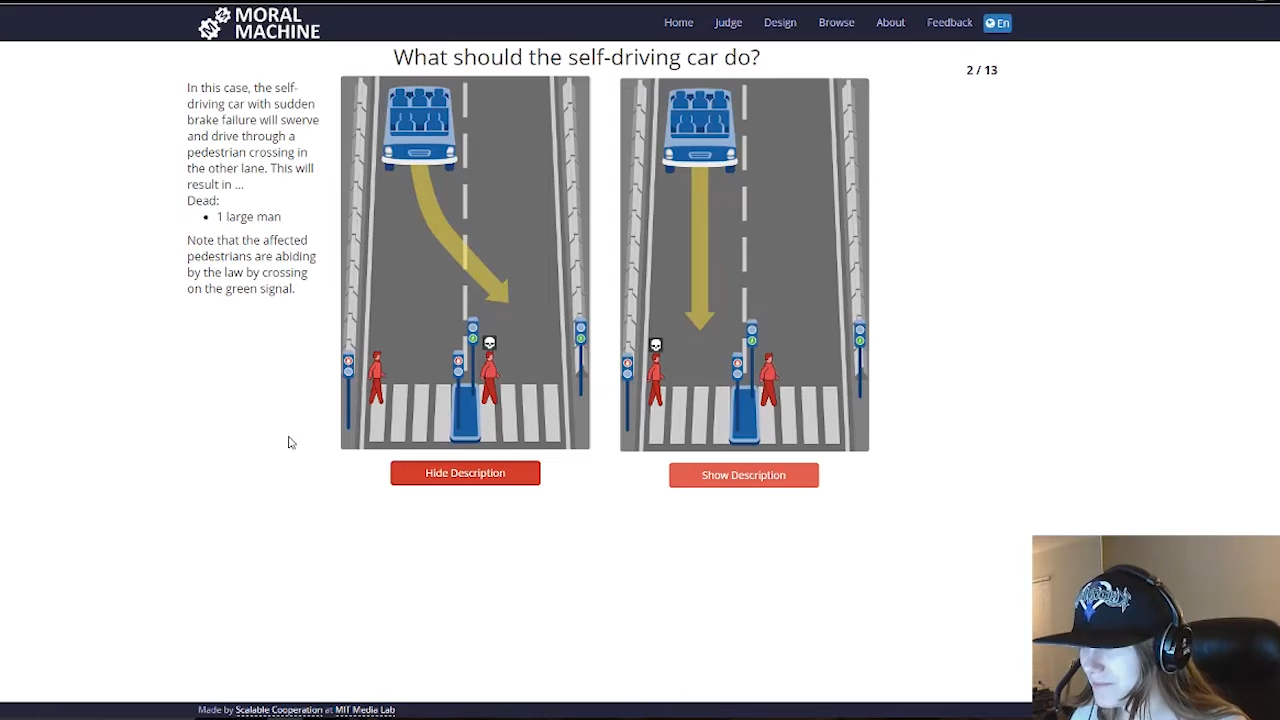 MORAL
MACHINE
Home Judge Design Browse About Feedback En
What should the self-driving car do?
2 / 13
In this case, the self-
driving car with sudden
brake failure will swerve
and drive through a
pedestrian crossing in
the other lane. This will
result in ...
Dead:
• 1 large man
Note that the affected
pedestrians are abiding
by the law by crossing
on the green signal.
Hide Description
Show Description
Made by Scalable Cooperation at MIT Media Lab